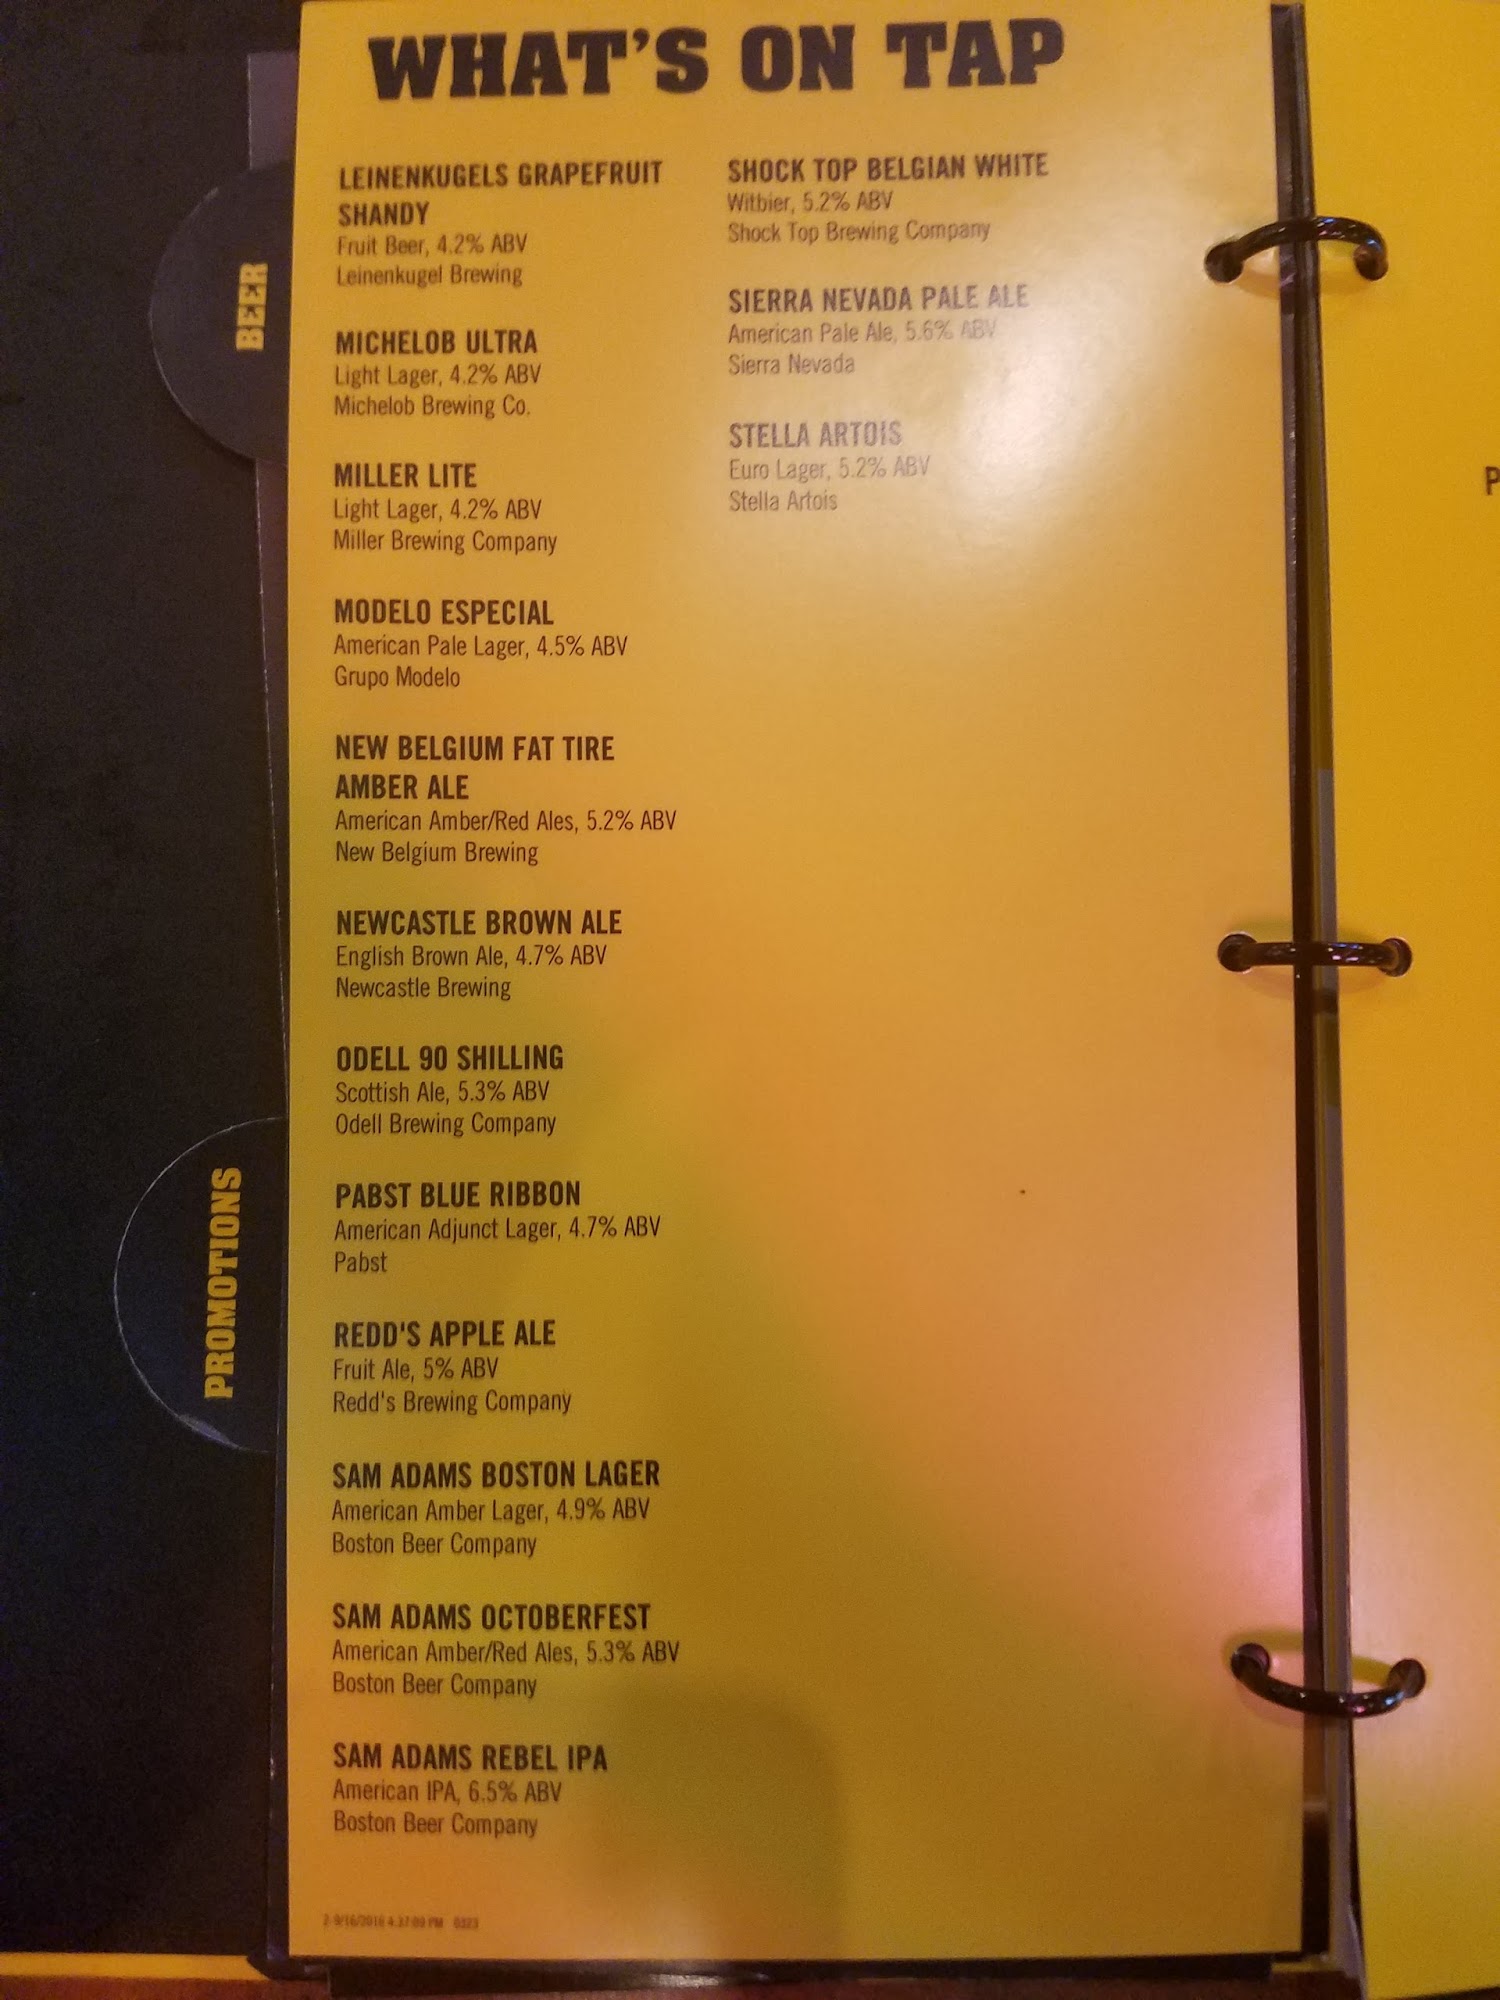 WHAT'S ON TAP
LEINENKUGELS GRAPEFRUIT
SHANDY
Fruit Beer, 4.2% ABV
Leinenkugel Brewing
MICHELOB ULTRA
Light Lager, 4.2% ABV
Michelob Brewing Co.
MILLER LITE
Light Lager, 4.2% ABV
Miller Brewing Company
MODELO ESPECIAL
American Pale Lager, 4.5% ABV
Grupo Modelo
NEW BELGIUM FAT TIRE
AMBER ALE
American Amber/Red Ales, 5.2% ABV
New Belgium Brewing
NEWCASTLE BROWN ALE
English Brown Ale, 4.7% ABV
Newcastle Brewing
ODELL 90 SHILLING
Scottish Ale, 5.3% ABV
Odell Brewing Company
PABST BLUE RIBBON
American Adjunct Lager, 4.7% ABV
Pabst
REDD'S APPLE ALE
Fruit Ale, 5% ABV
Redd's Brewing Company
SAM ADAMS BOSTON LAGER
American Amber Lager, 4.9% ABV
Boston Beer Company
SAM ADAMS OCTOBERFEST
American Amber/Red Ales, 5.3% ABV
Boston Beer Company
SAM ADAMS REBEL IPA
American IPA, 6.5% ABV
Boston Beer Company
SHOCK TOP BELGIAN WHITE
Witbier, 5.2% ABV
Shock Top Brewing Company
SIERRA NEVADA PALE ALE
American Pale Ale, 5.6% ABV
Sierra Nevada
STELLA ARTOIS
Euro Lager, 5.2% ABV
Stella Artois
BEER
PROMOTIONS
P